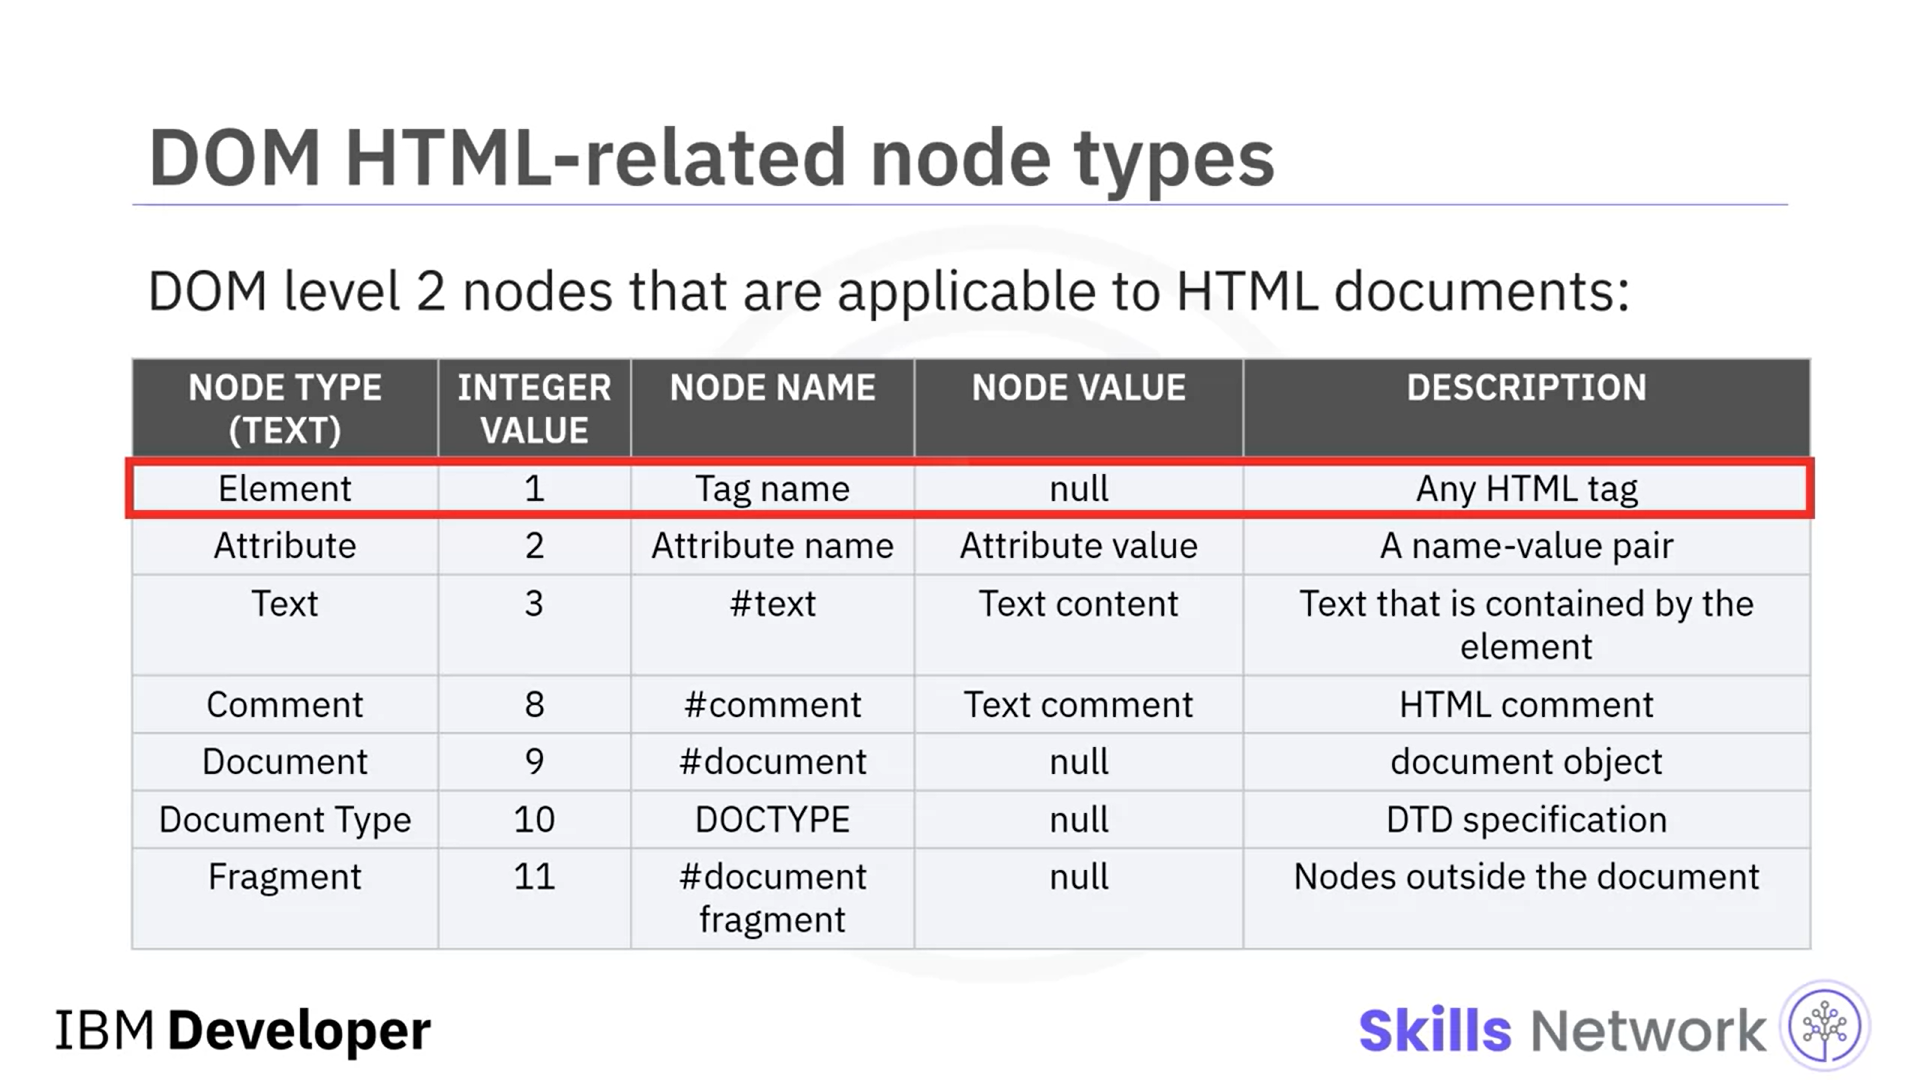 DOM HTML-related node types
DOM level 2 nodes that are applicable to HTML documents:
NODE TYPE (TEXT) INTEGER VALUE NODE NAME NODE VALUE DESCRIPTION
Element 1 Tag name null Any HTML tag
Attribute 2 Attribute name Attribute value A name-value pair
Text 3 #text Text content Text that is contained by the element
Comment 8 #comment Text comment HTML comment
Document 9 #document null document object
Document Type 10 DOCTYPE null DTD specification
Fragment 11 #document fragment null Nodes outside the document
IBM Developer
Skills Network